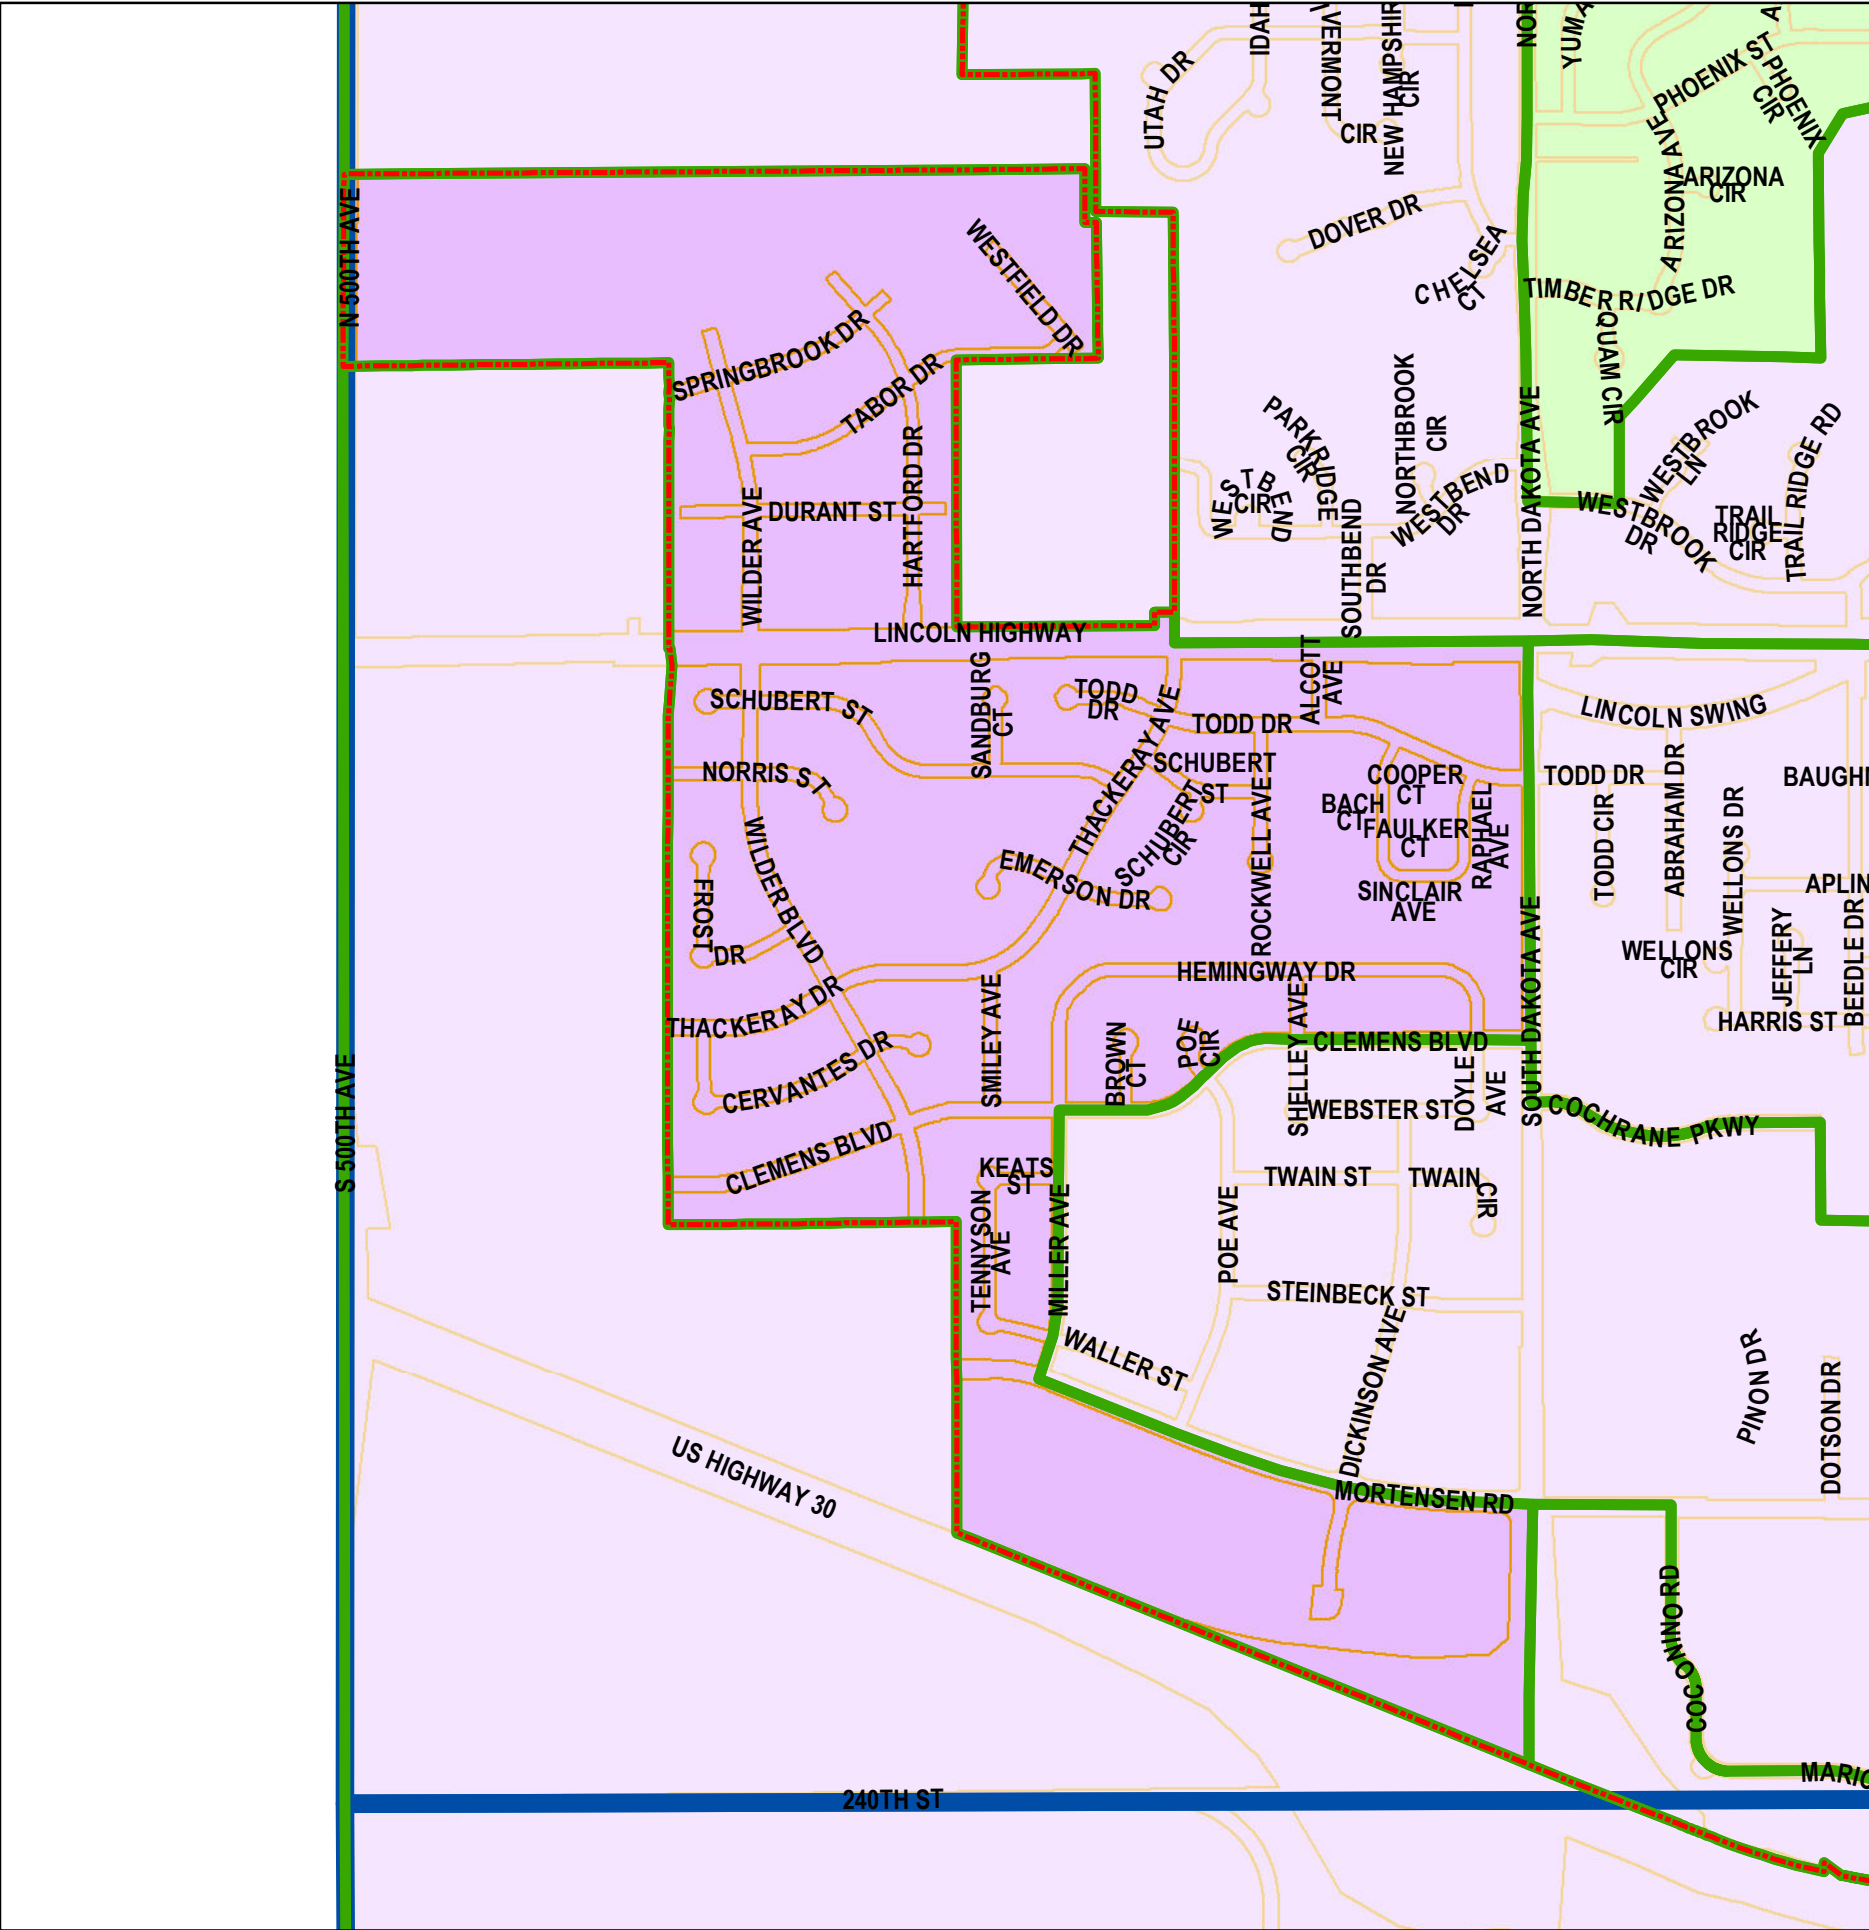 IDAH
VERMONT
CIR
NEW HAMPSHIR
CIR
NOR
YUMA
A
PHOENIX ST
PHOENIX
CIR
UTAH DR
ARIZONA AVE
ARIZONA
CIR
N 500TH AVE
WESTFIELD DR
DOVER DR
CHELSEA
CT
TIMBERRIDGE DR
QUAM CIR
SPRINGBROOK DR
TABOR DR
HARTFORD DR
WILDER AVE
DURANT ST
PARKRIDGE
CIR
NORTHBROOK
CIR
WESTBEND
CIR
WESTBEND
DR
SOUTHBEND
DR
NORTH DAKOTA AVE
WESTBROOK
LN
WESTBROOK
DR
TRAIL
RIDGE
CIR
TRAIL RIDGE RD
LINCOLN HIGHWAY
SCHUBERT ST
SANDBURG
CT
TODD
DR
THACKERAY AVE
TODD DR
ALCOTT
AVE
LINCOLN SWING
NORRIS ST
SCHUBERT
ST
SCHUBERT
CIR
ROCKWELL AVE
COOPER
CT
BACH
CT
FAULKER
CT
RAPHAEL
AVE
SINCLAIR
AVE
TODD DR
TODD CIR
ABRAHAM DR
WELLONS DR
BAUGH
APLIN
WILDER BLVD
FROST
DR
EMERSON DR
HEMINGWAY DR
SOUTH DAKOTA AVE
WELLONS
CIR
JEFFERY
LN
BEEDLE DR
HARRIS ST
THACKERAY DR
CERVANTES DR
SMILEY AVE
BROWN
CT
POE
CIR
SHELLEY AVE
CLEMENS BLVD
DOYLE
AVE
WEBSTER ST
COCHRANE PKWY
S 500TH AVE
CLEMENS BLVD
KEATS
ST
TENNYSON
AVE
MILLER AVE
POE AVE
TWAIN ST
TWAIN
CIR
STEINBECK ST
WALLER ST
DICKINSON AVE
PINON DR
DOTSON DR
US HIGHWAY 30
MORTENSEN RD
COCONINO RD
MARIC
240TH ST